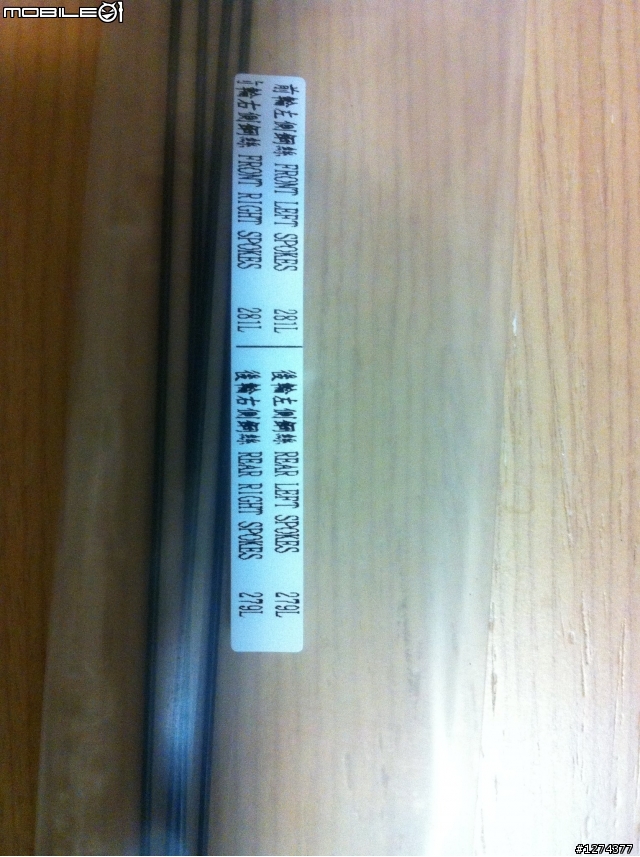 MOBILE01
前輪左側鋼絲 FRONT LEFT SPOKES 281L
前輪右側鋼絲 FRONT RIGHT SPOKES 281L
後輪左側鋼絲 REAR LEFT SPOKES 279L
後輪右側鋼絲 REAR RIGHT SPOKES 279L
#1274377